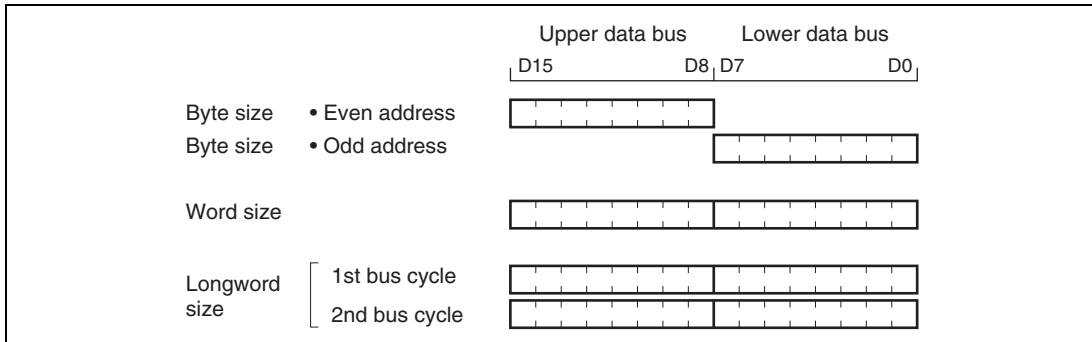 Upper data bus Lower data bus
D15 D8 D7 D0
Byte size • Even address
Byte size • Odd address
Word size
Longword size
1st bus cycle
2nd bus cycle